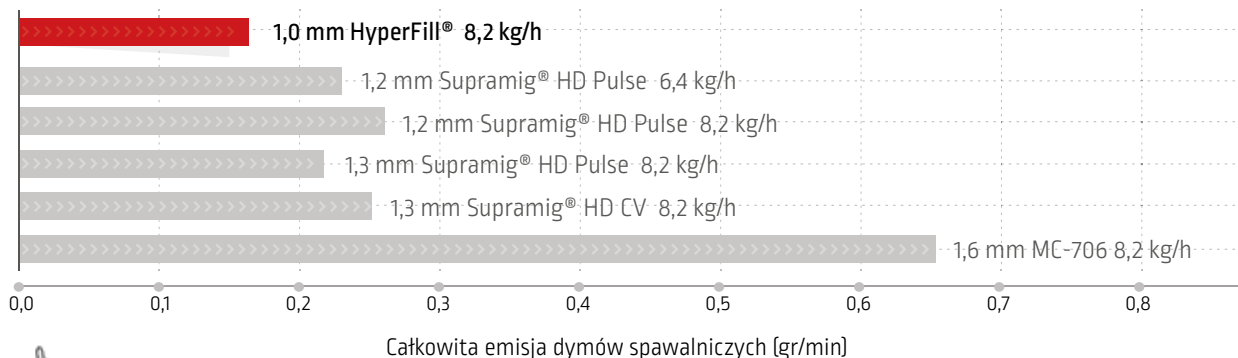 1,0 mm HyperFill® 8,2 kg/h
1,2 mm Supramig® HD Pulse 6,4 kg/h
1,2 mm Supramig® HD Pulse 8,2 kg/h
1,3 mm Supramig® HD Pulse 8,2 kg/h
1,3 mm Supramig® HD CV 8,2 kg/h
1,6 mm MC-706 8,2 kg/h
0,0 0,1 0,2 0,3 0,4 0,5 0,6 0,7 0,8
Całkowita emisja dymów spawalniczych (gr/min)